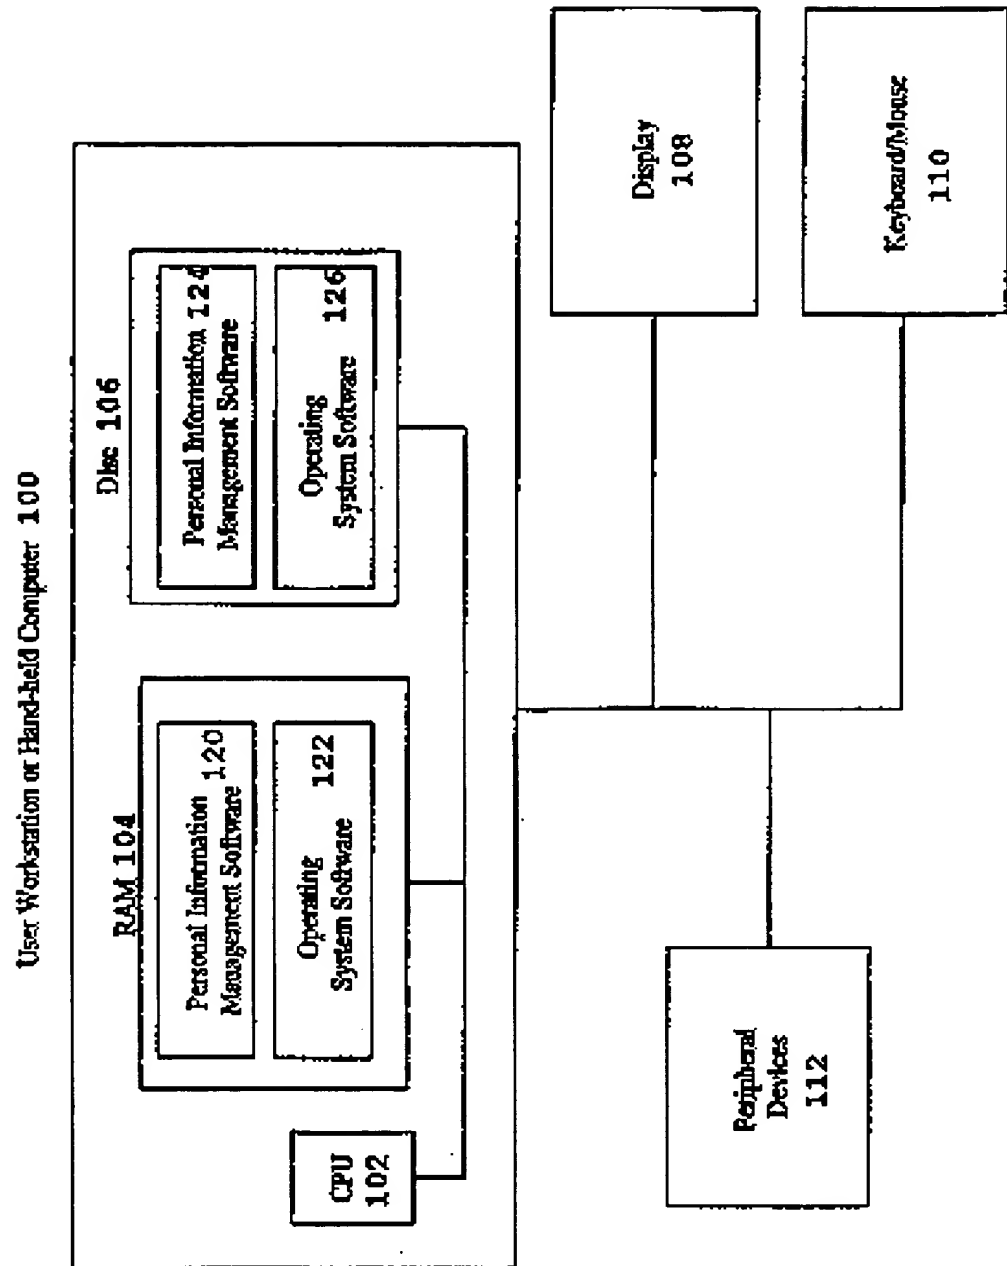 User Workstation or Hand-held Computer 100
RAM 104
Disc 106
CPU
102
Personal Information 120
Management Software
Operating 122
System Software
Personal Information 124
Management Software
Operating 126
System Software
Peripheral
Devices
112
Display
108
Keyboard/Mouse
110